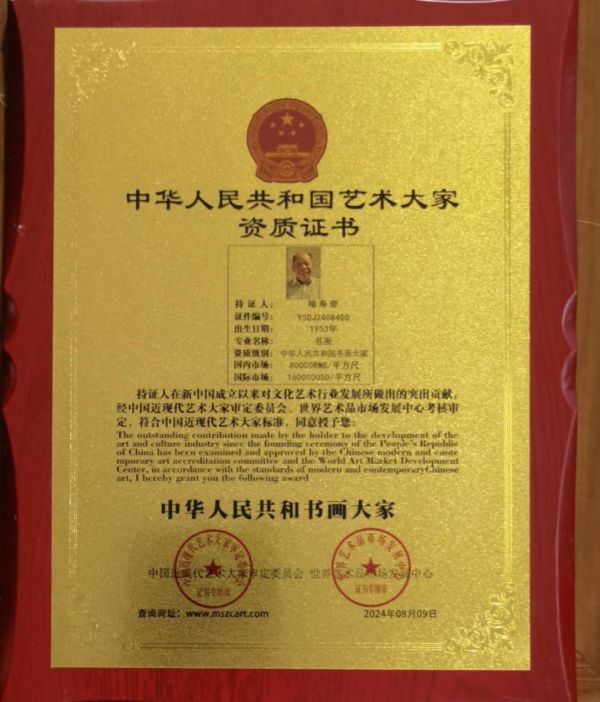 中华人民共和国艺术大家
资质证书
持证人： 喻寿
证件编号： YSDJ2408400
出生日期： 1953年
专业名称： 书画
资质级别： 中华人民共和国书画大家
国内市场： 80000RMB/平方尺
国际市场： 160000USD/平方尺
持证人在新中国成立以来对文化艺术行业发展所做出的突出贡献，
经中国近现代艺术大家审定委员会、世界艺术品市场发展中心考核审
定，符合中国近现代艺术大家标准，同意授予您：
The outstanding contribution made by the holder to the development of the
art and culture industry since the founding ceremony of the People's Republic
of China has been examined and approved by the Chinese modern and conte
mporary art accreditation committee and the World Art Market Development
Center, in accordance with the standards of modern and contemporaryChinese
art, I hereby grant you the following award
中华人民共和书画大家
中国近现代艺术大家审定委员会 世界艺术品市场发展中心
证书专用章 证书专用章
查询网址：www.mszcart.com 2024年08月09日